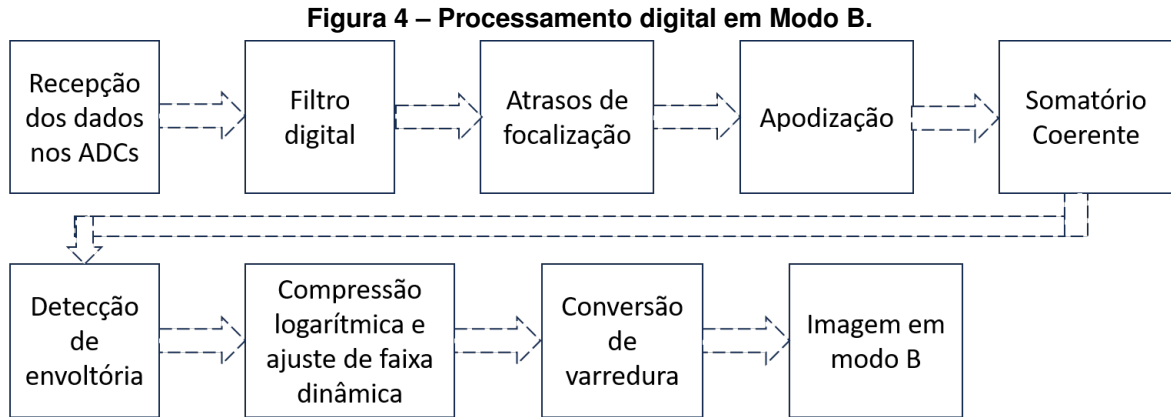 Figura 4 – Processamento digital em Modo B.
Recepção
dos dados
nos ADCs
Filtro
digital
Atrasos de
focalização
Apodização
Somatório
Coerente
Detecção
de
envoltória
Compressão
logarítmica e
ajuste de faixa
dinâmica
Conversão
de
varredura
Imagem em
modo B